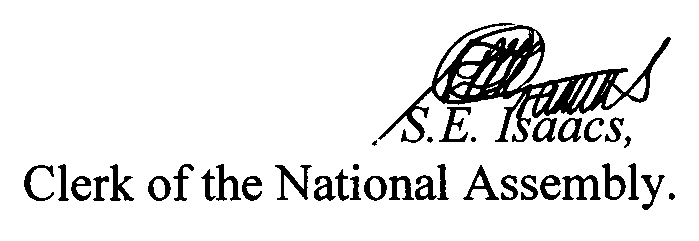 S.E. Isaacs,
Clerk of the National Assembly.